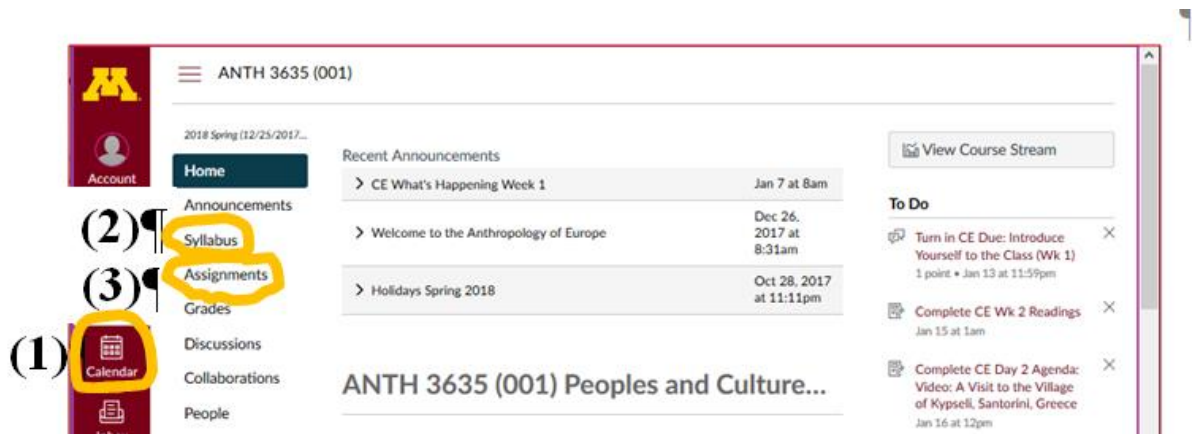 ¶
M
ANTH 3635 (001)
Account
2018 Spring (12/25/2017...
Home
Announcements
(2)¶
Syllabus
(3)¶
Assignments
Grades
(1)
Calendar
Discussions
Collaborations
People
Recent Announcements
CE What's Happening Week 1 Jan 7 at 8am
Welcome to the Anthropology of Europe Dec 26,
2017 at
8:31am
Holidays Spring 2018 Oct 28, 2017
at 11:11pm
ANTH 3635 (001) Peoples and Culture...
View Course Stream
To Do
Turn in CE Due: Introduce
Yourself to the Class (Wk 1)
1 point • Jan 13 at 11:59pm
Complete CE Wk 2 Readings
Jan 15 at 1am
Complete CE Day 2 Agenda:
Video: A Visit to the Village
of Kypseli, Santorini, Greece
Jan 16 at 12pm